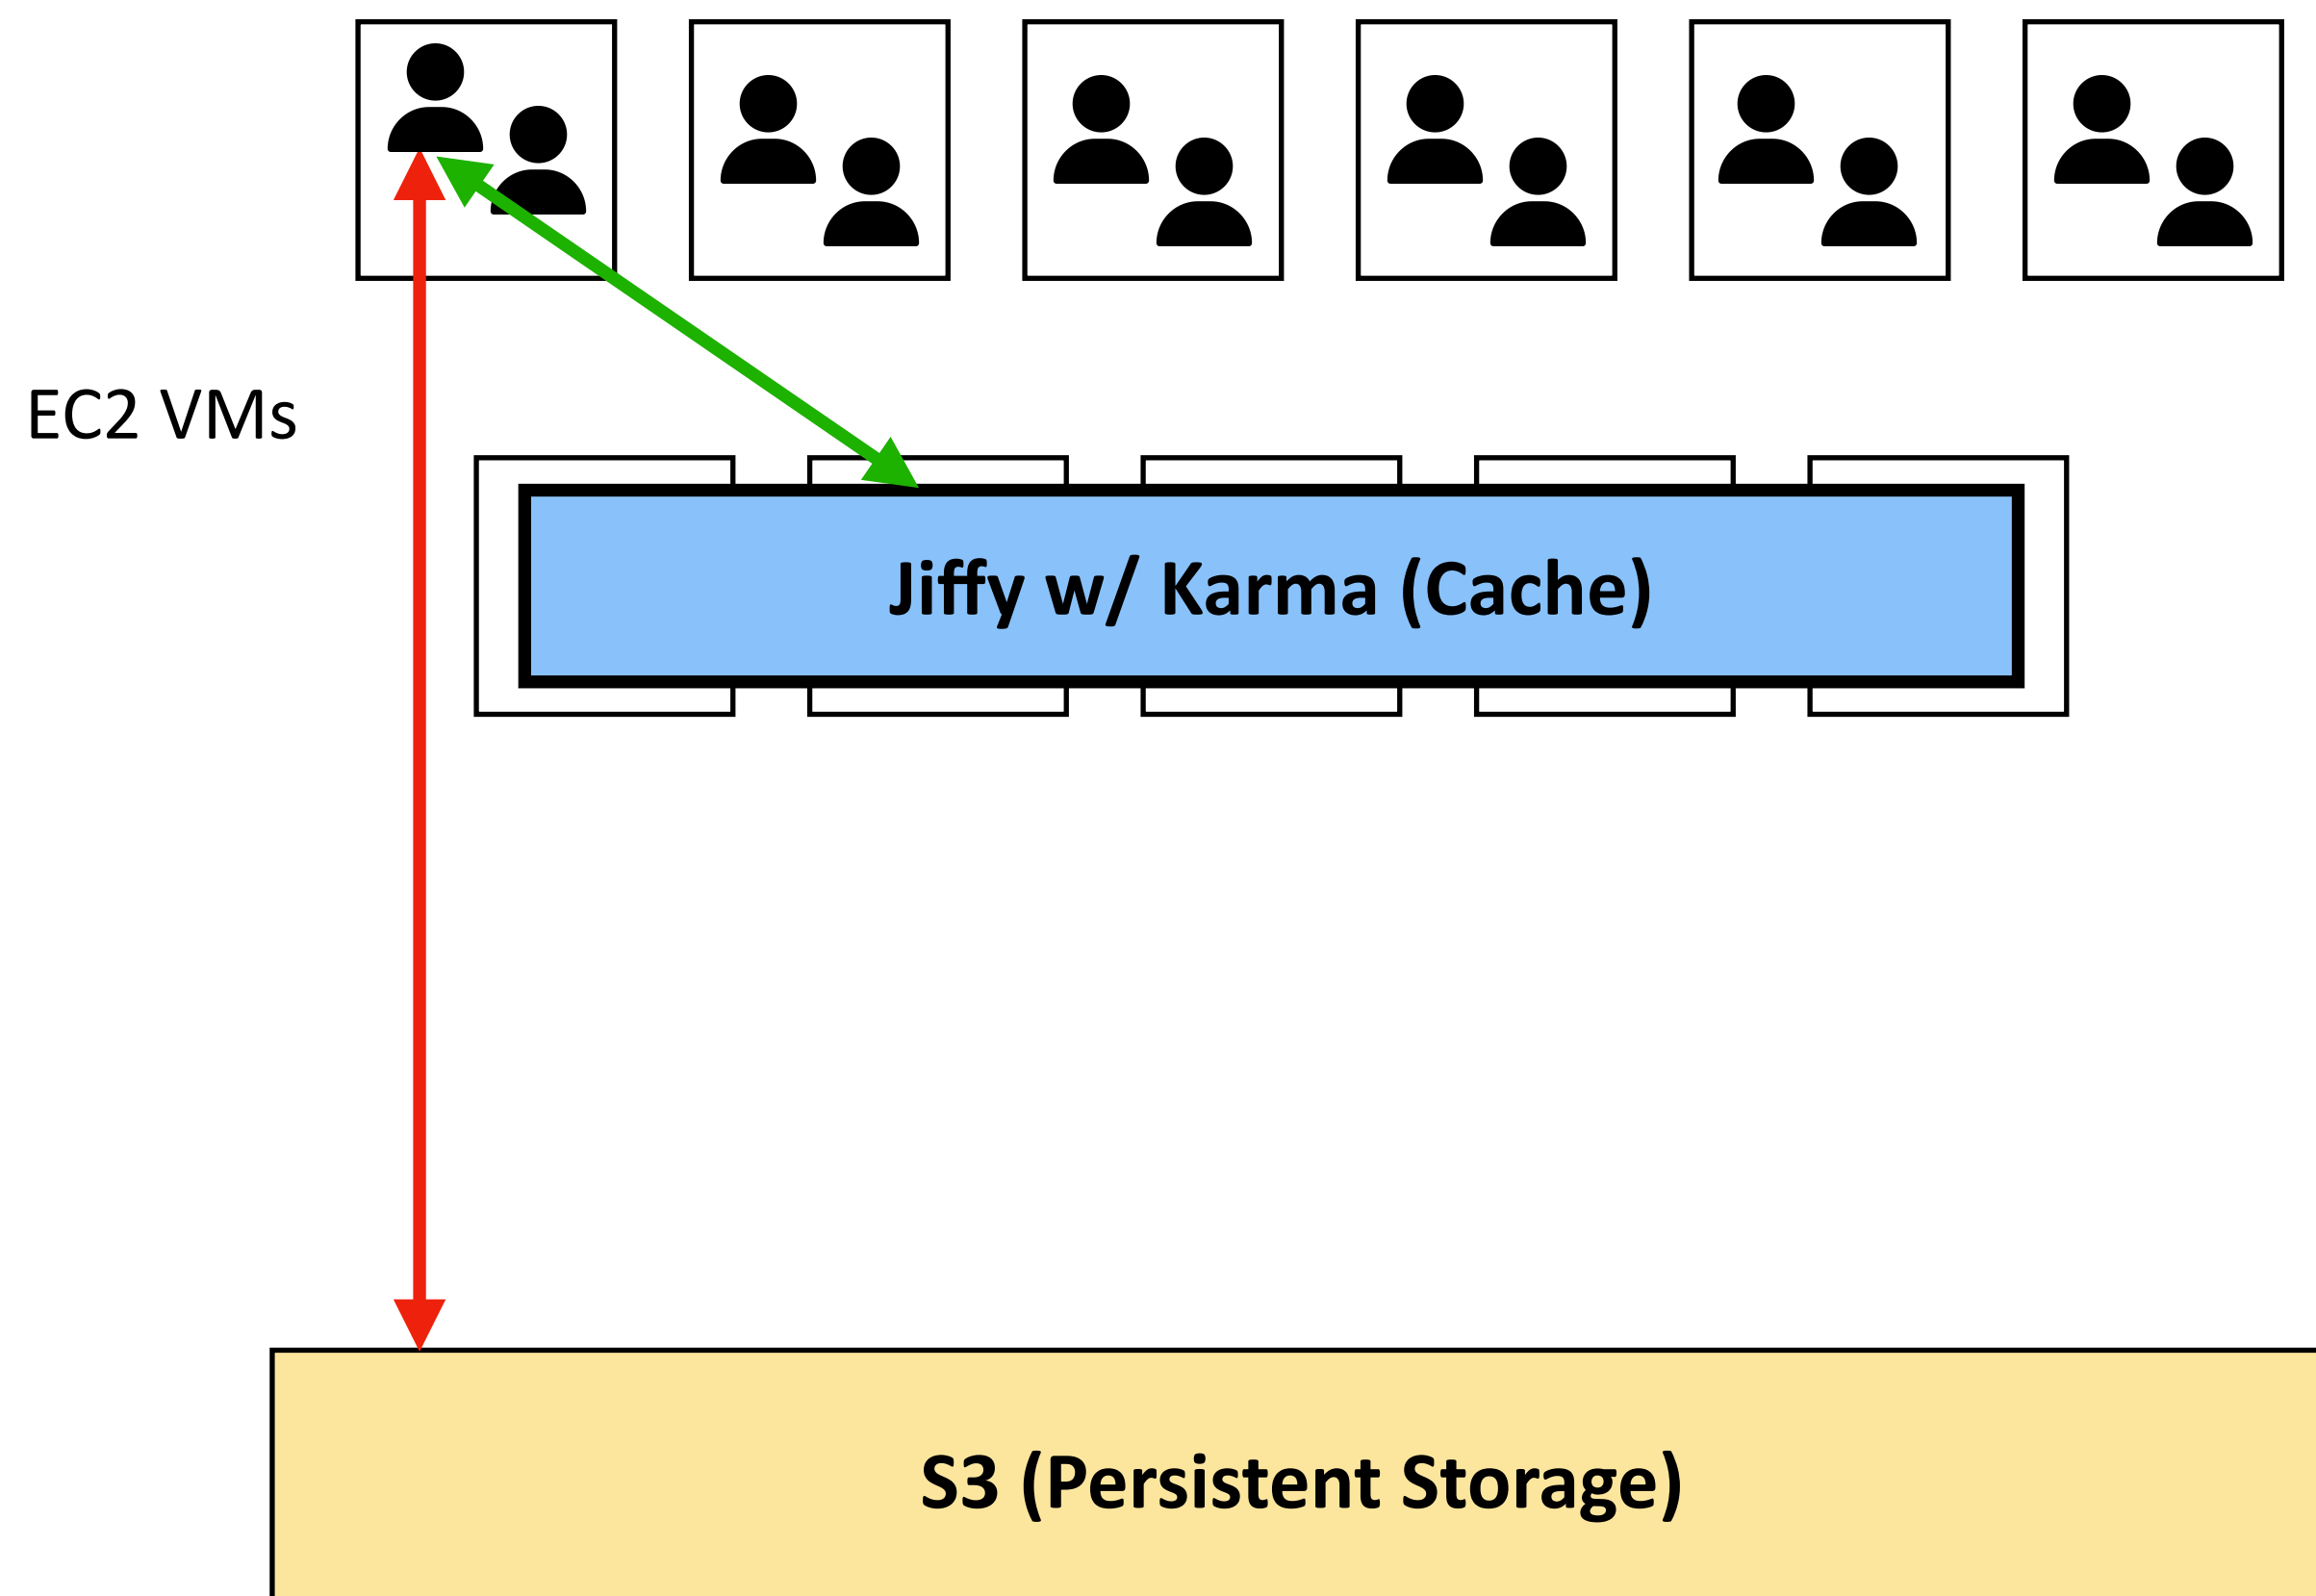 EC2 VMs
Jiffy w/ Karma (Cache)
S3 (Persistent Storage)